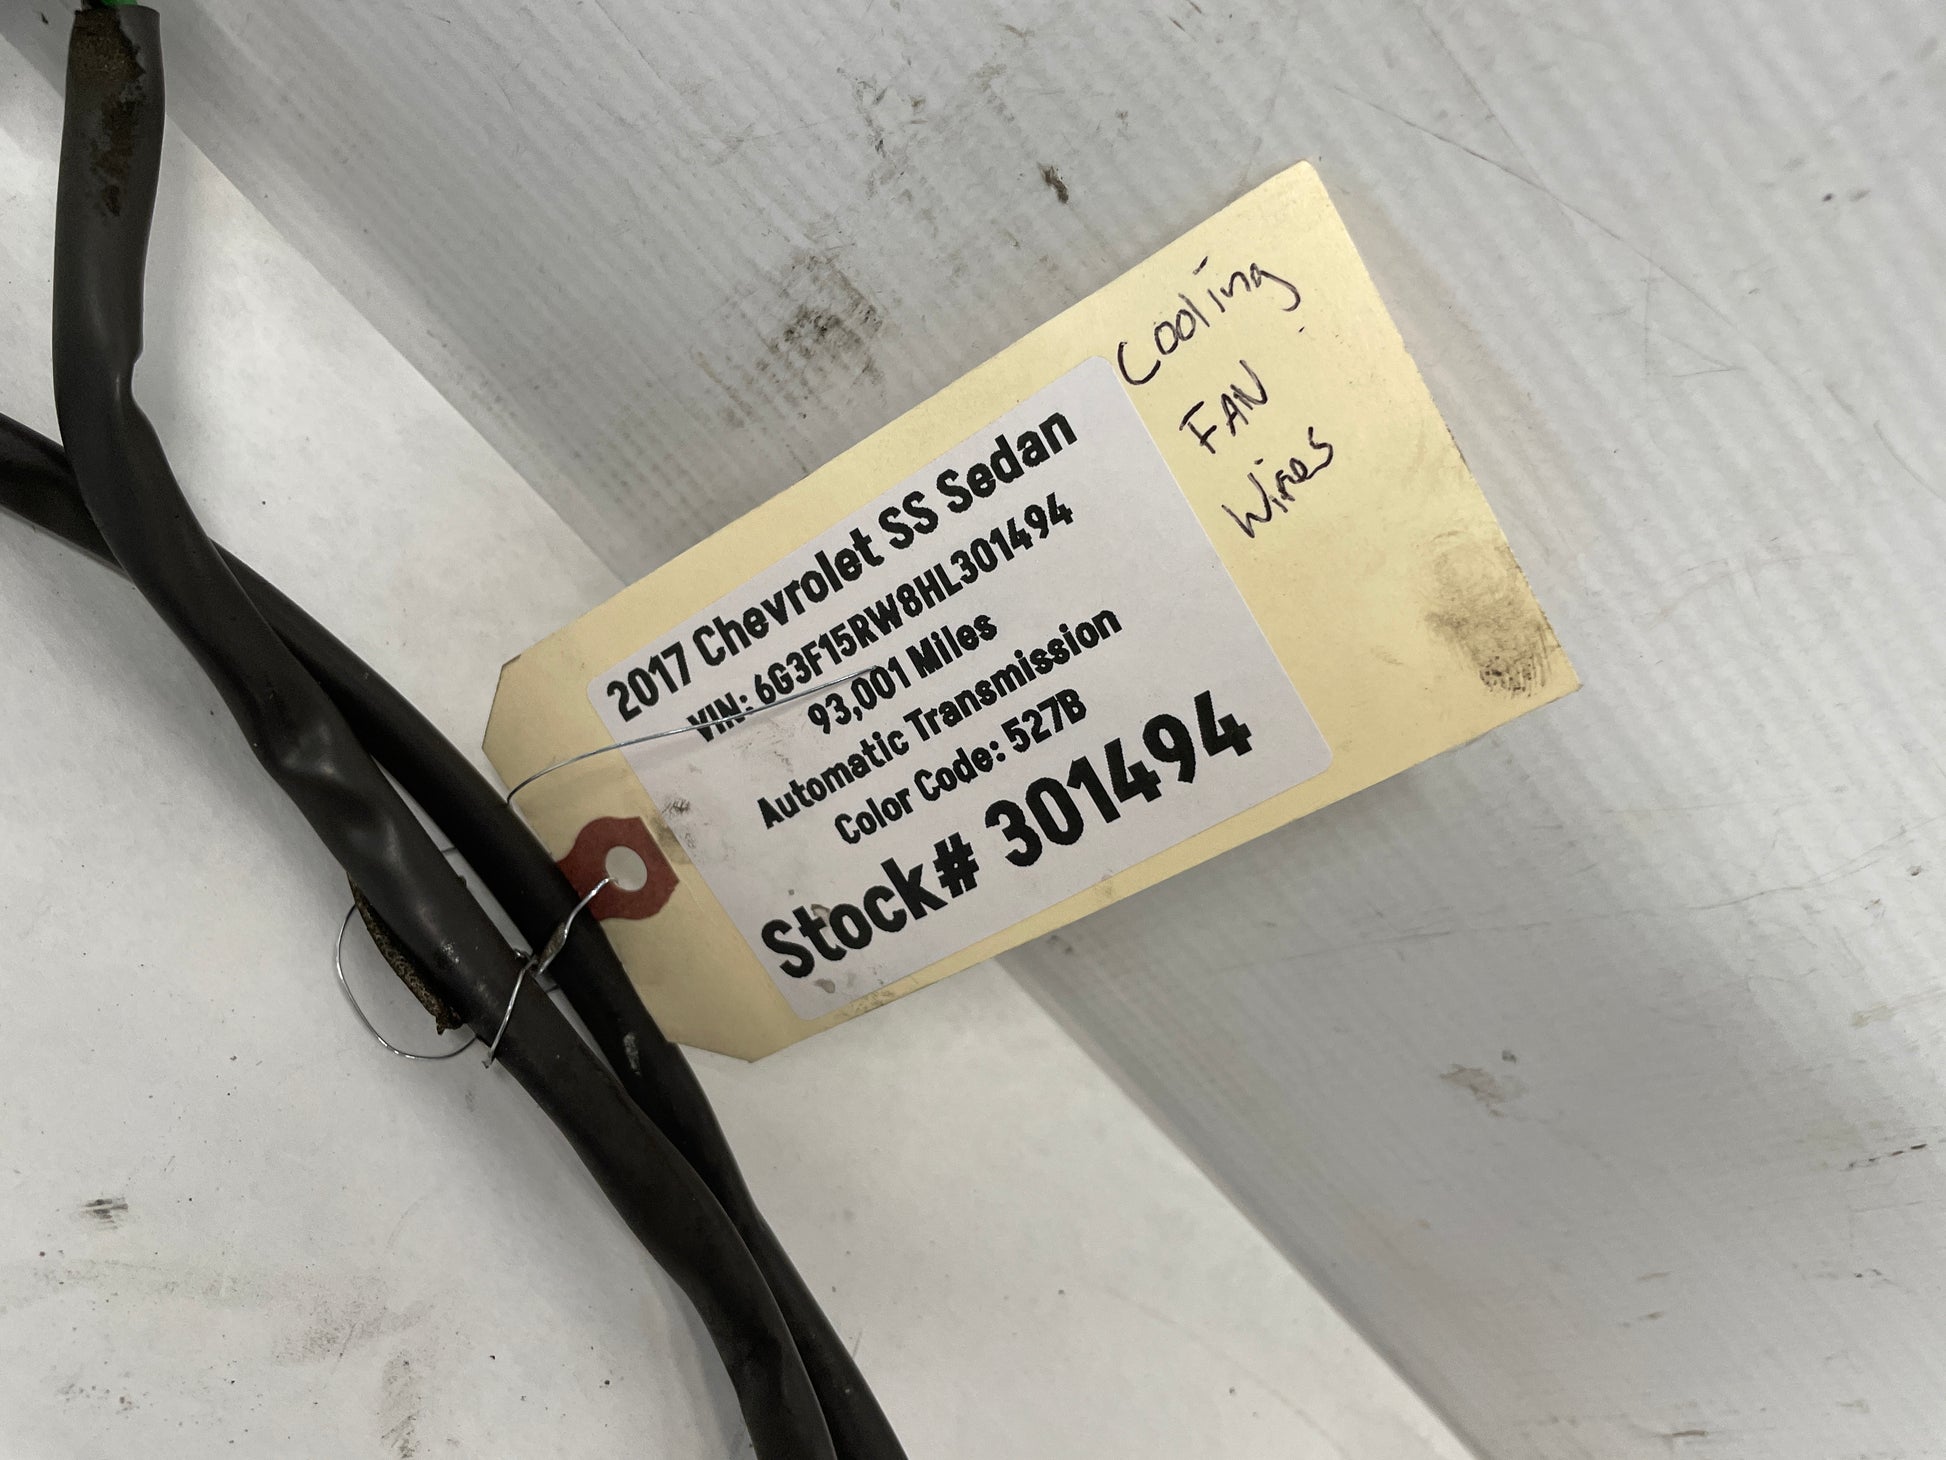 2017 Chevrolet SS Sedan
VIN: 6G3F15RW8HL301494
93,001 Miles
Automatic Transmission
Color Code: 527B
Stock# 301494
Cooling
FAN
Wires